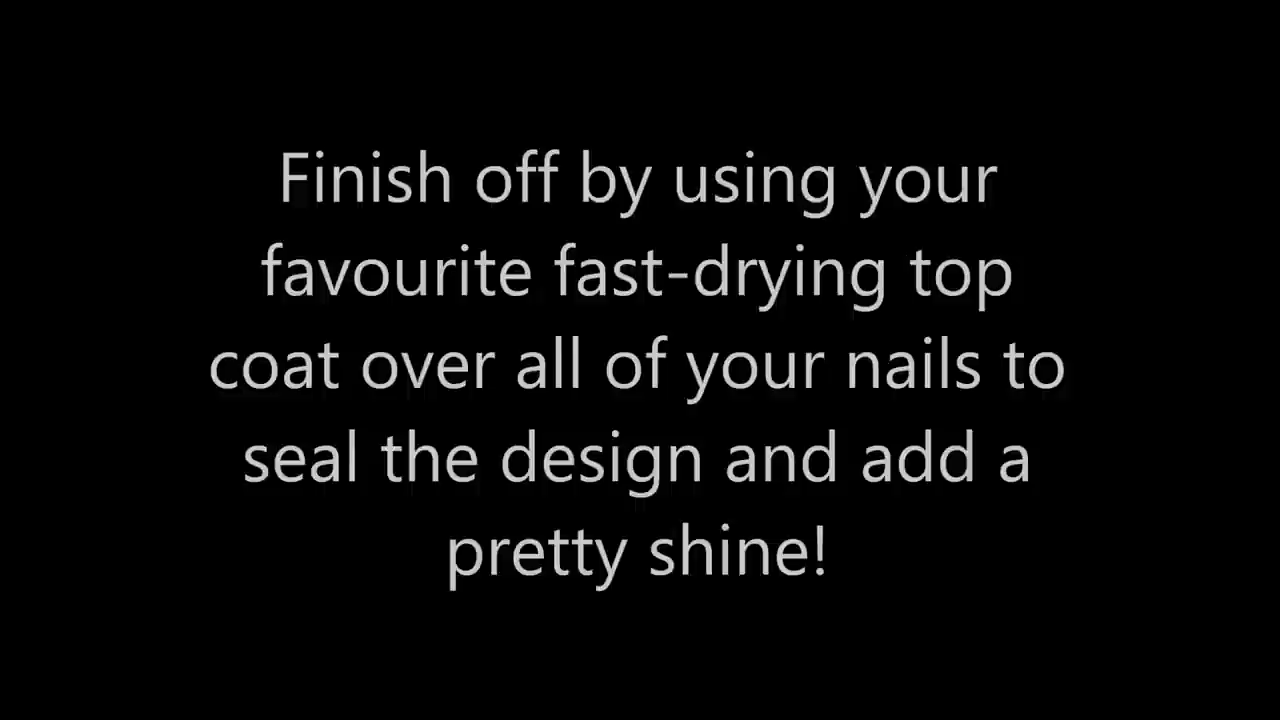 Finish off by using your
favourite fast-drying top
coat over all of your nails to
seal the design and add a
pretty shine!